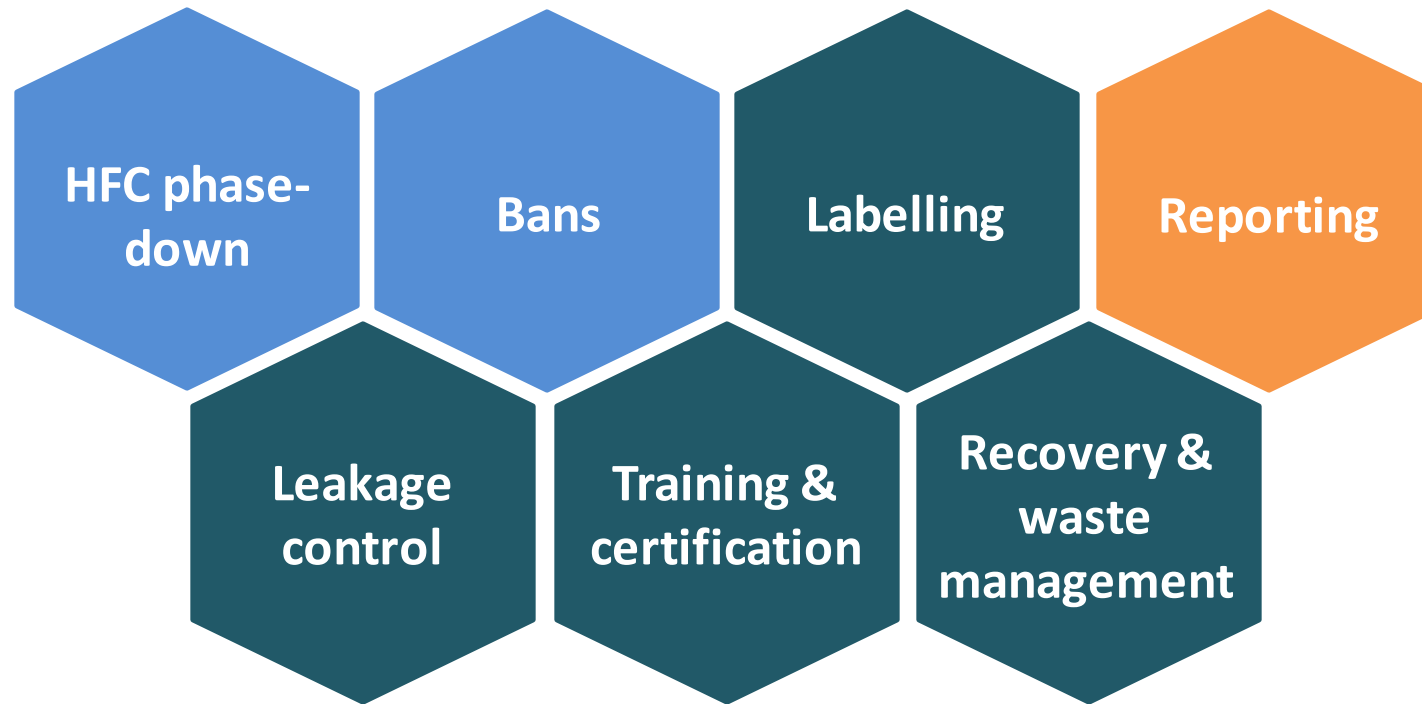 HFC phase-
down
Bans
Labelling
Reporting
Leakage
control
Training &
certification
Recovery &
waste
management